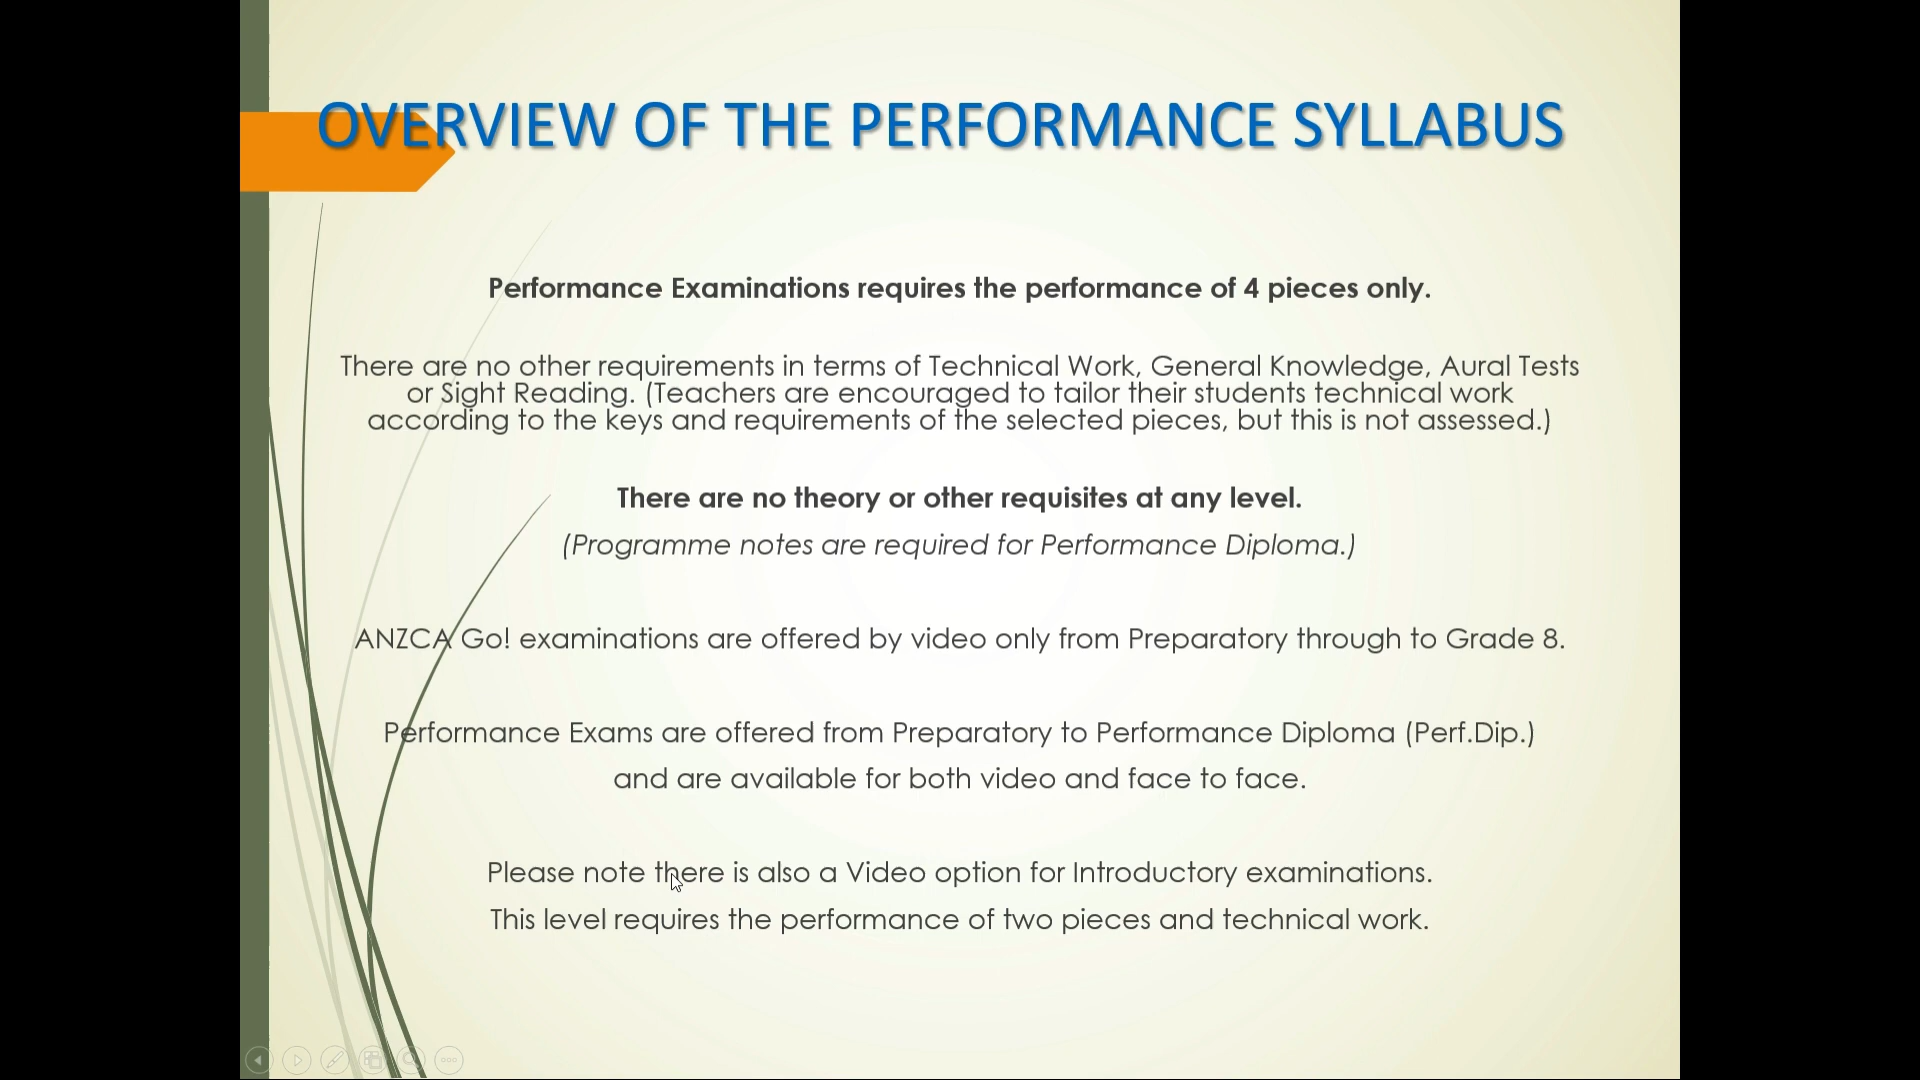 OVERVIEW OF THE PERFORMANCE SYLLABUS
Performance Examinations requires the performance of 4 pieces only.
There are no other requirements in terms of Technical Work, General Knowledge, Aural Tests
or Sight Reading. (Teachers are encouraged to tailor their students technical work
according to the keys and requirements of the selected pieces, but this is not assessed.)
There are no theory or other requisites at any level.
(Programme notes are required for Performance Diploma.)
ANZCA Go! examinations are offered by video only from Preparatory through to Grade 8.
Performance Exams are offered from Preparatory to Performance Diploma (Perf.Dip.)
and are available for both video and face to face.
Please note there is also a Video option for Introductory examinations.
This level requires the performance of two pieces and technical work.